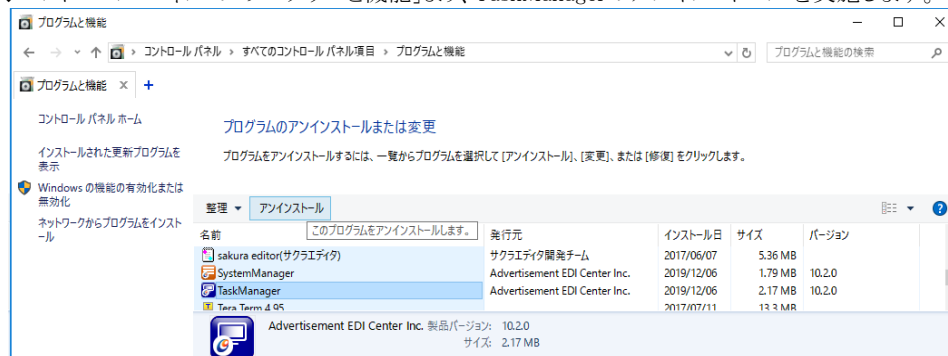 プログラムと機能
コントロール パネル › すべてのコントロール パネル項目 › プログラムと機能
プログラムと機能の検索
プログラムと機能
コントロール パネル ホーム
インストールされた更新プログラムを
表示
Windows の機能の有効化または
無効化
ネットワークからプログラムをインスト
ール
プログラムのアンインストールまたは変更
プログラムをアンインストールするには、一覧からプログラムを選択して [アンインストール]、[変更]、または [修復] をクリックします。
整理 アンインストール
このプログラムをアンインストールします。
名前 発行元 インストール日 サイズ バージョン
sakura editor(サクラエディタ) サクラエディタ開発チーム 2017/06/07 5.36 MB
SystemManager Advertisement EDI Center Inc. 2019/12/06 1.79 MB 10.2.0
TaskManager Advertisement EDI Center Inc. 2019/12/06 2.17 MB 10.2.0
Tera Term 4.95 2017/07/11 13.3 MB
Advertisement EDI Center Inc. 製品バージョン: 10.2.0
サイズ: 2.17 MB